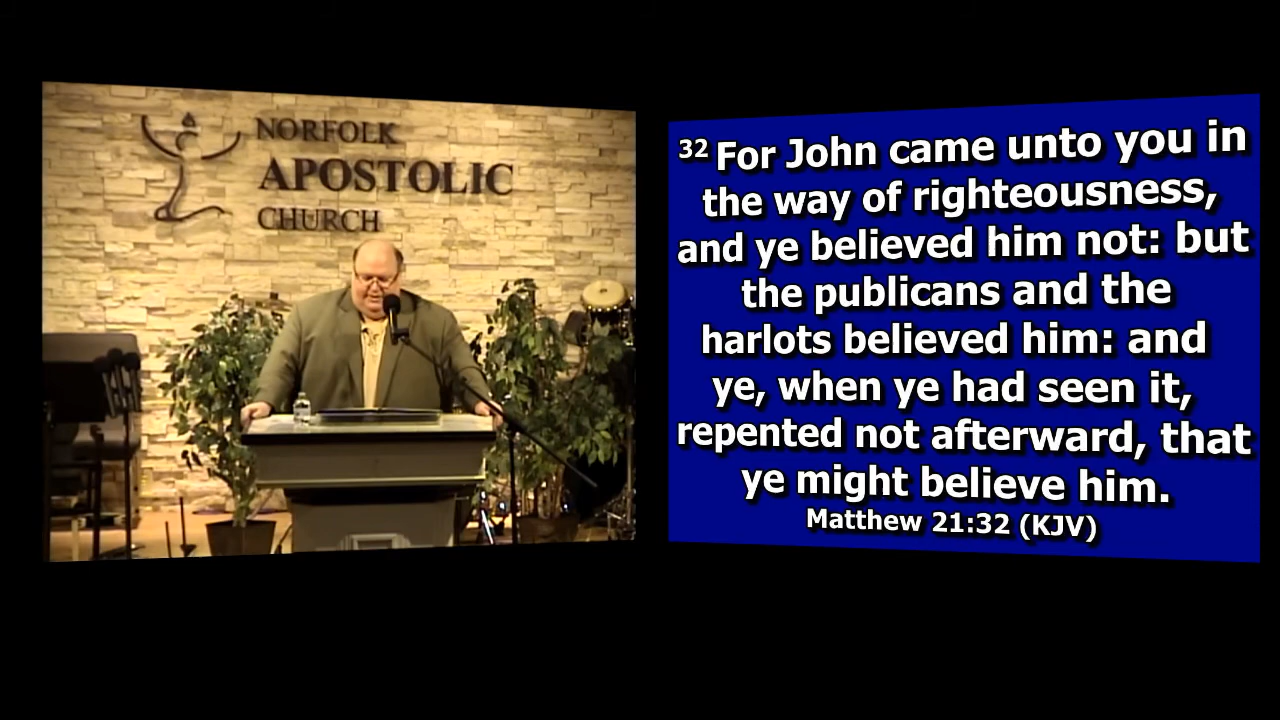 NORFOLK
APOSTOLIC
CHURCH
32 For John came unto you in
the way of righteousness,
and ye believed him not: but
the publicans and the
harlots believed him: and
ye, when ye had seen it,
repented not afterward, that
ye might believe him.
Matthew 21:32 (KJV)